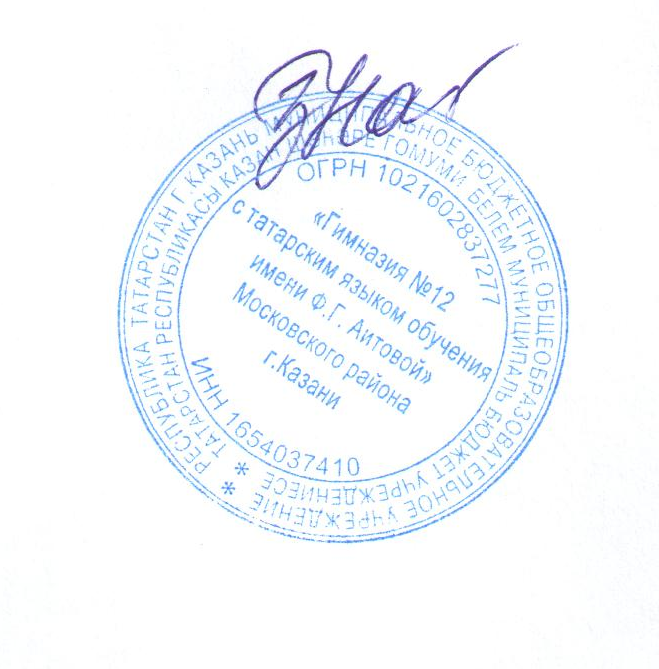 РЕСПУБЛИКА ТАТАРСТАН Г.КАЗАНЬ МУНИЦИПАЛЬНОЕ БЮДЖЕТНОЕ ОБЩЕОБРАЗОВАТЕЛЬНОЕ УЧРЕЖДЕНИЕ *
ТАТАРСТАН РЕСПУБЛИКАСЫ КАЗАН ШӘҺӘРЕ ГОМУМИ БЕЛЕМ МУНИЦИПАЛЬ БЮДЖЕТ УЧРЕЖДЕНИЕСЕ *
ОГРН 1021602837277
«Гимназия №12
с татарским языком обучения
имени Ф.Г. Аитовой»
Московского района
г.Казани
ИНН 1654037410